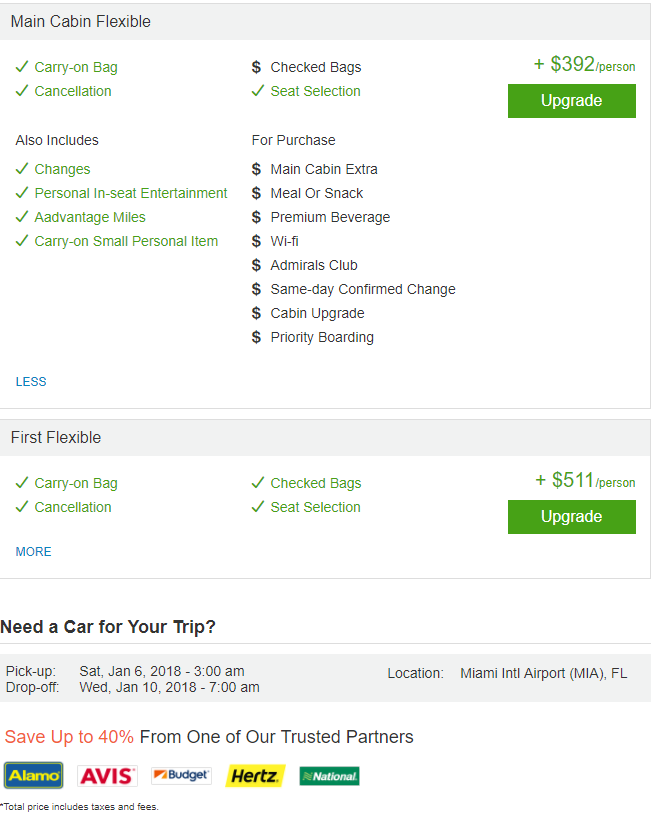 Main Cabin Flexible
Carry-on Bag
$ Checked Bags
+ $392/person
Cancellation
Seat Selection
Upgrade
Also Includes
For Purchase
Changes
$ Main Cabin Extra
Personal In-seat Entertainment
$ Meal Or Snack
Aadvantage Miles
$ Premium Beverage
Carry-on Small Personal Item
$ Wi-fi
$ Admirals Club
$ Same-day Confirmed Change
$ Cabin Upgrade
$ Priority Boarding
LESS
First Flexible
Carry-on Bag
Checked Bags
+ $511/person
Cancellation
Seat Selection
Upgrade
MORE
Need a Car for Your Trip?
Pick-up: Sat, Jan 6, 2018 - 3:00 am
Location: Miami Intl Airport (MIA), FL
Drop-off: Wed, Jan 10, 2018 - 7:00 am
Save Up to 40% From One of Our Trusted Partners
Alamo AVIS Budget Hertz. National.
*Total price includes taxes and fees.